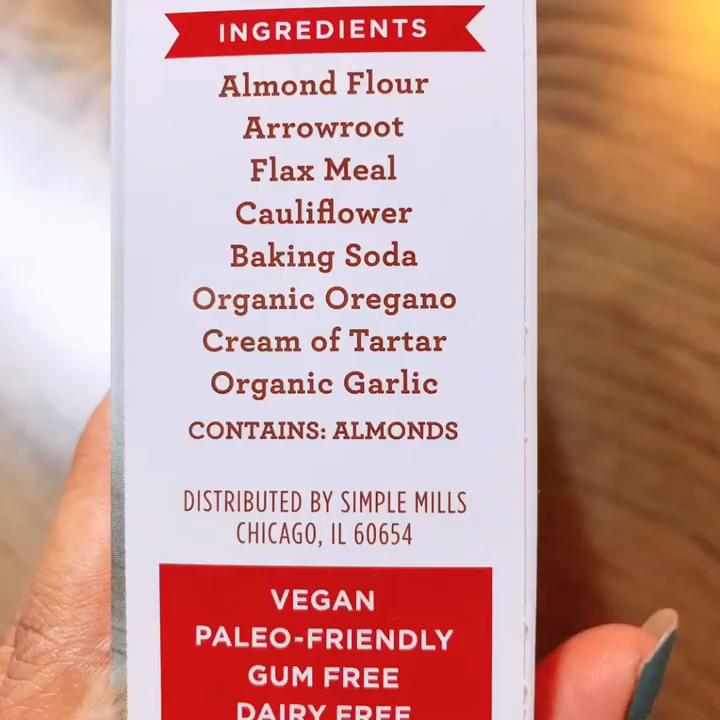 INGREDIENTS
Almond Flour
Arrowroot
Flax Meal
Cauliflower
Baking Soda
Organic Oregano
Cream of Tartar
Organic Garlic
CONTAINS: ALMONDS
DISTRIBUTED BY SIMPLE MILLS
CHICAGO, IL 60654
VEGAN
PALEO-FRIENDLY
GUM FREE
DAIRY FREE